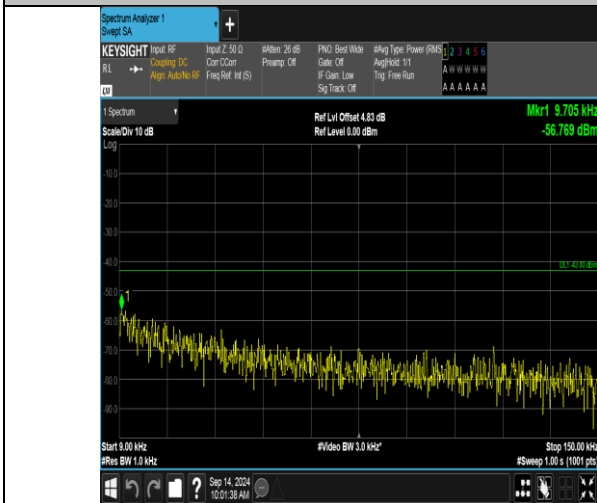 Spectrum Analyzer 1
Swept SA
+
KEYSIGHT
RL
Input: RF
Coupling: DC
Align: Auto/No RF
Input Z: 50 Ω
Corr CCorr
Freq Ref: Int (S)
#Atten: 26 dB
Preamp: Off
PNO: Best Wide
Gate: Off
IF Gain: Low
Sig Track: Off
#Avg Type: Power (RMS
Avg|Hold: 1/1
Trig: Free Run
1 2 3 4 5 6
A W W W W W
A A A A A A
1 Spectrum
Scale/Div 10 dB
Ref Lvl Offset 4.83 dB
Ref Level 0.00 dBm
Mkr1 9.705 kHz
-56.769 dBm
Log
-10.0
-20.0
-30.0
-40.0
DL1 -43.00 dBm
-50.0
1
-60.0
-70.0
-80.0
-90.0
Start 9.00 kHz
#Res BW 1.0 kHz
#Video BW 3.0 kHz*
Stop 150.00 kHz
#Sweep 1.00 s (1001 pts)
?
Sep 14, 2024
10:01:38 AM